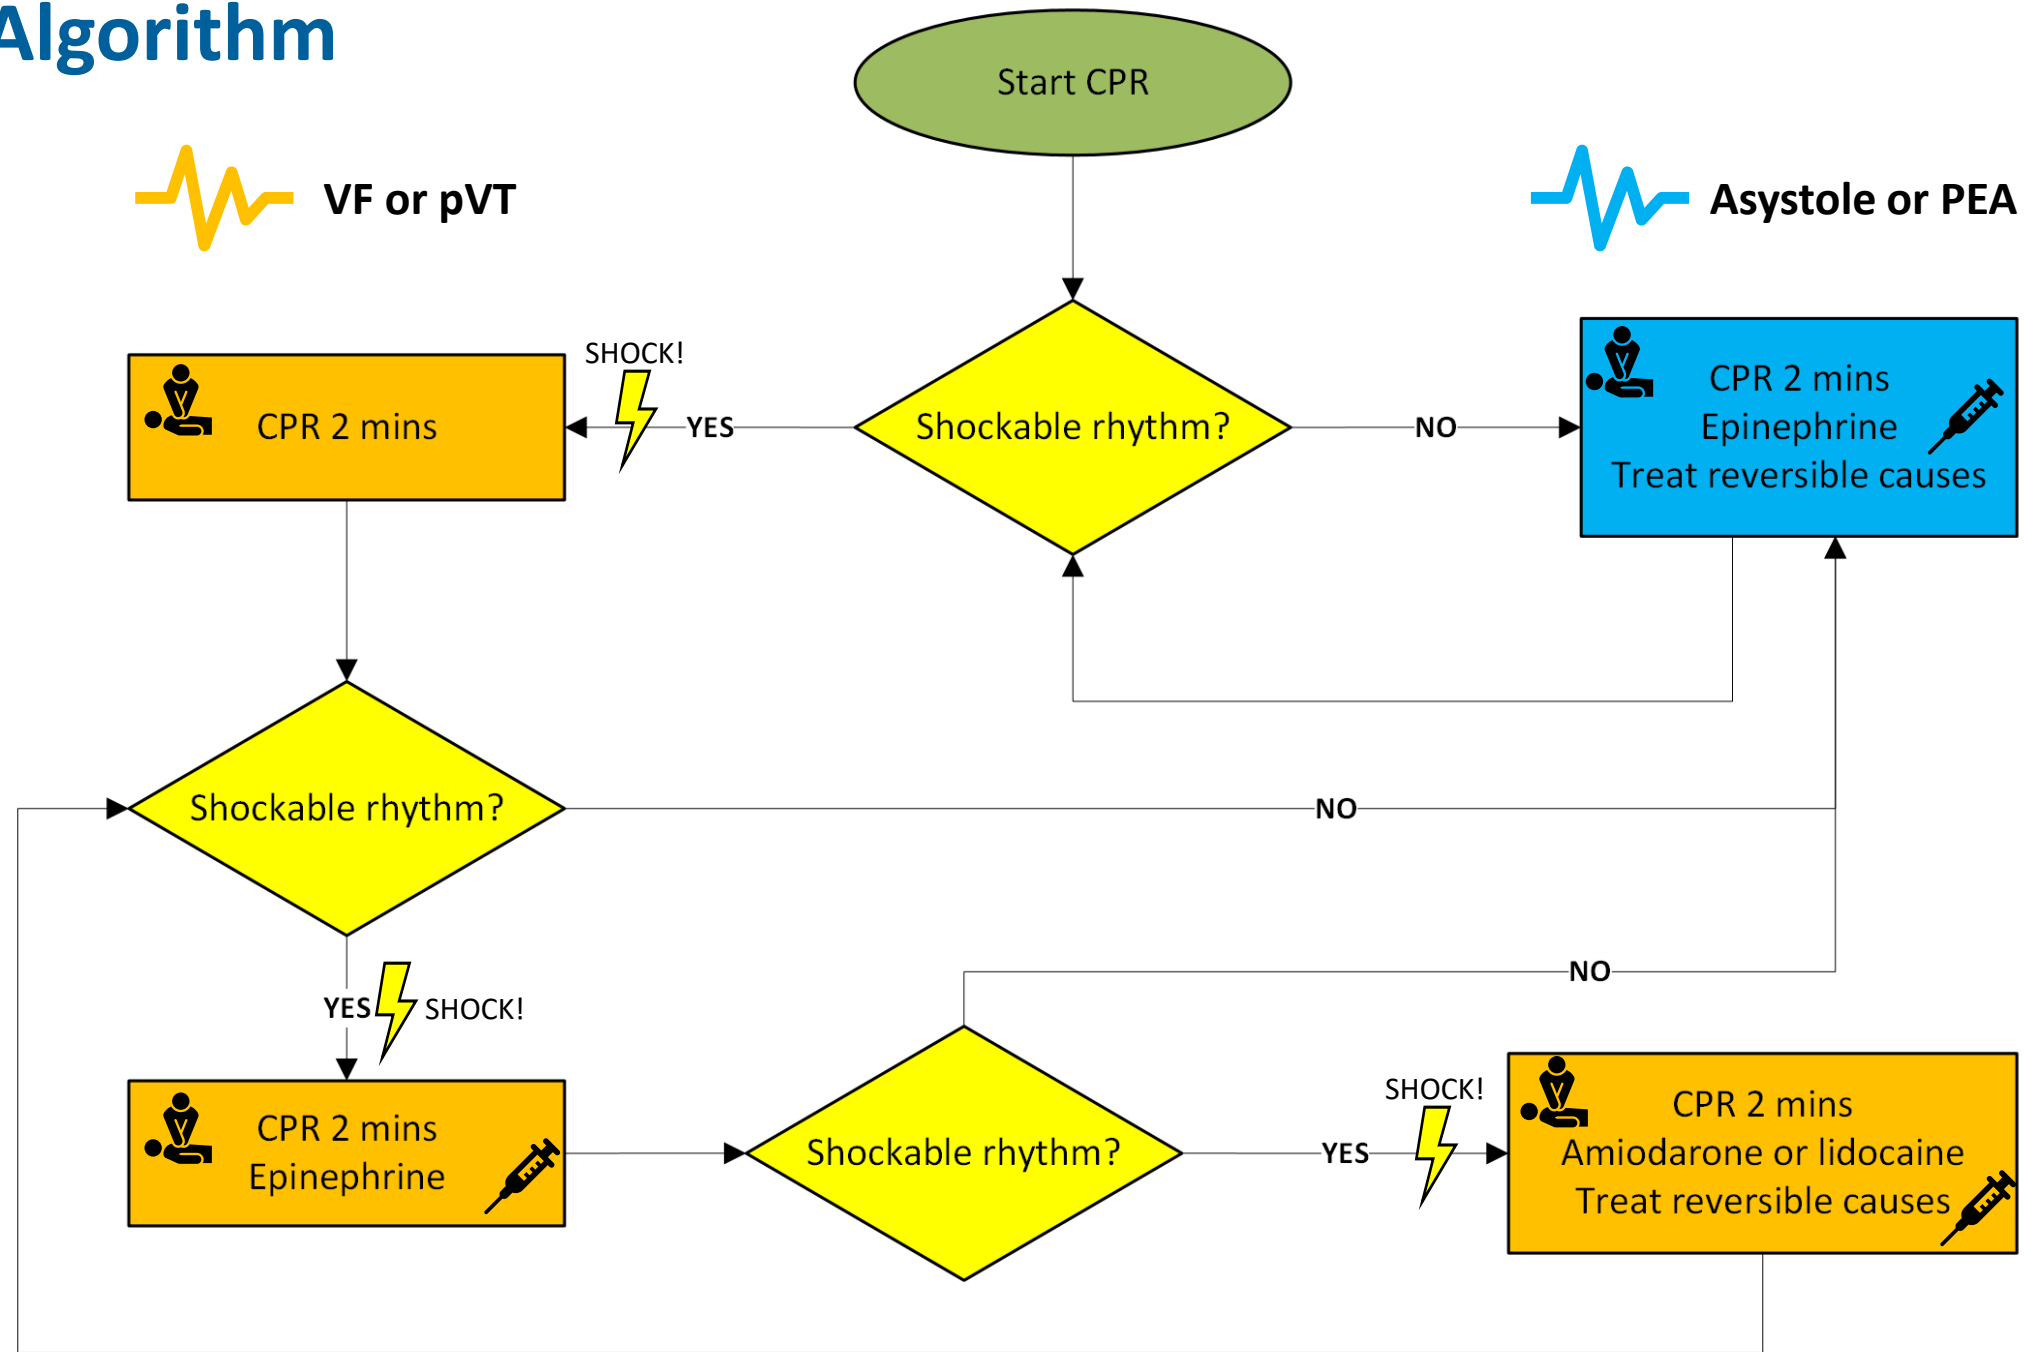 Algorithm
Start CPR
VF or pVT
Asystole or PEA
SHOCK!
CPR 2 mins
YES
Shockable rhythm?
NO
CPR 2 mins
Epinephrine
Treat reversible causes
Shockable rhythm?
NO
YES
SHOCK!
NO
CPR 2 mins
Epinephrine
Shockable rhythm?
YES
SHOCK!
CPR 2 mins
Amiodarone or lidocaine
Treat reversible causes